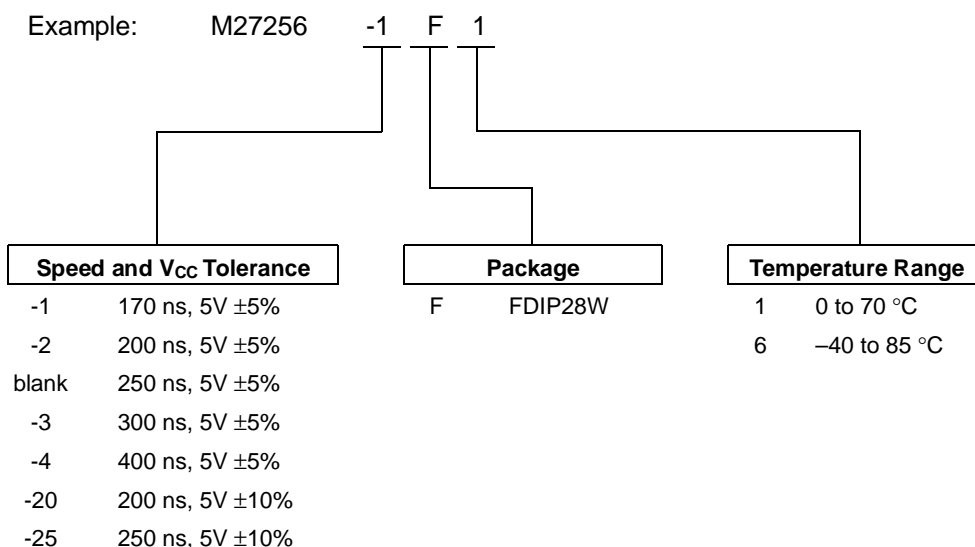 Example: M27256 -1 F 1
Speed and VCC Tolerance
-1 170 ns, 5V ±5%
-2 200 ns, 5V ±5%
blank 250 ns, 5V ±5%
-3 300 ns, 5V ±5%
-4 400 ns, 5V ±5%
-20 200 ns, 5V ±10%
-25 250 ns, 5V ±10%
Package
F FDIP28W
Temperature Range
1 0 to 70 °C
6 –40 to 85 °C